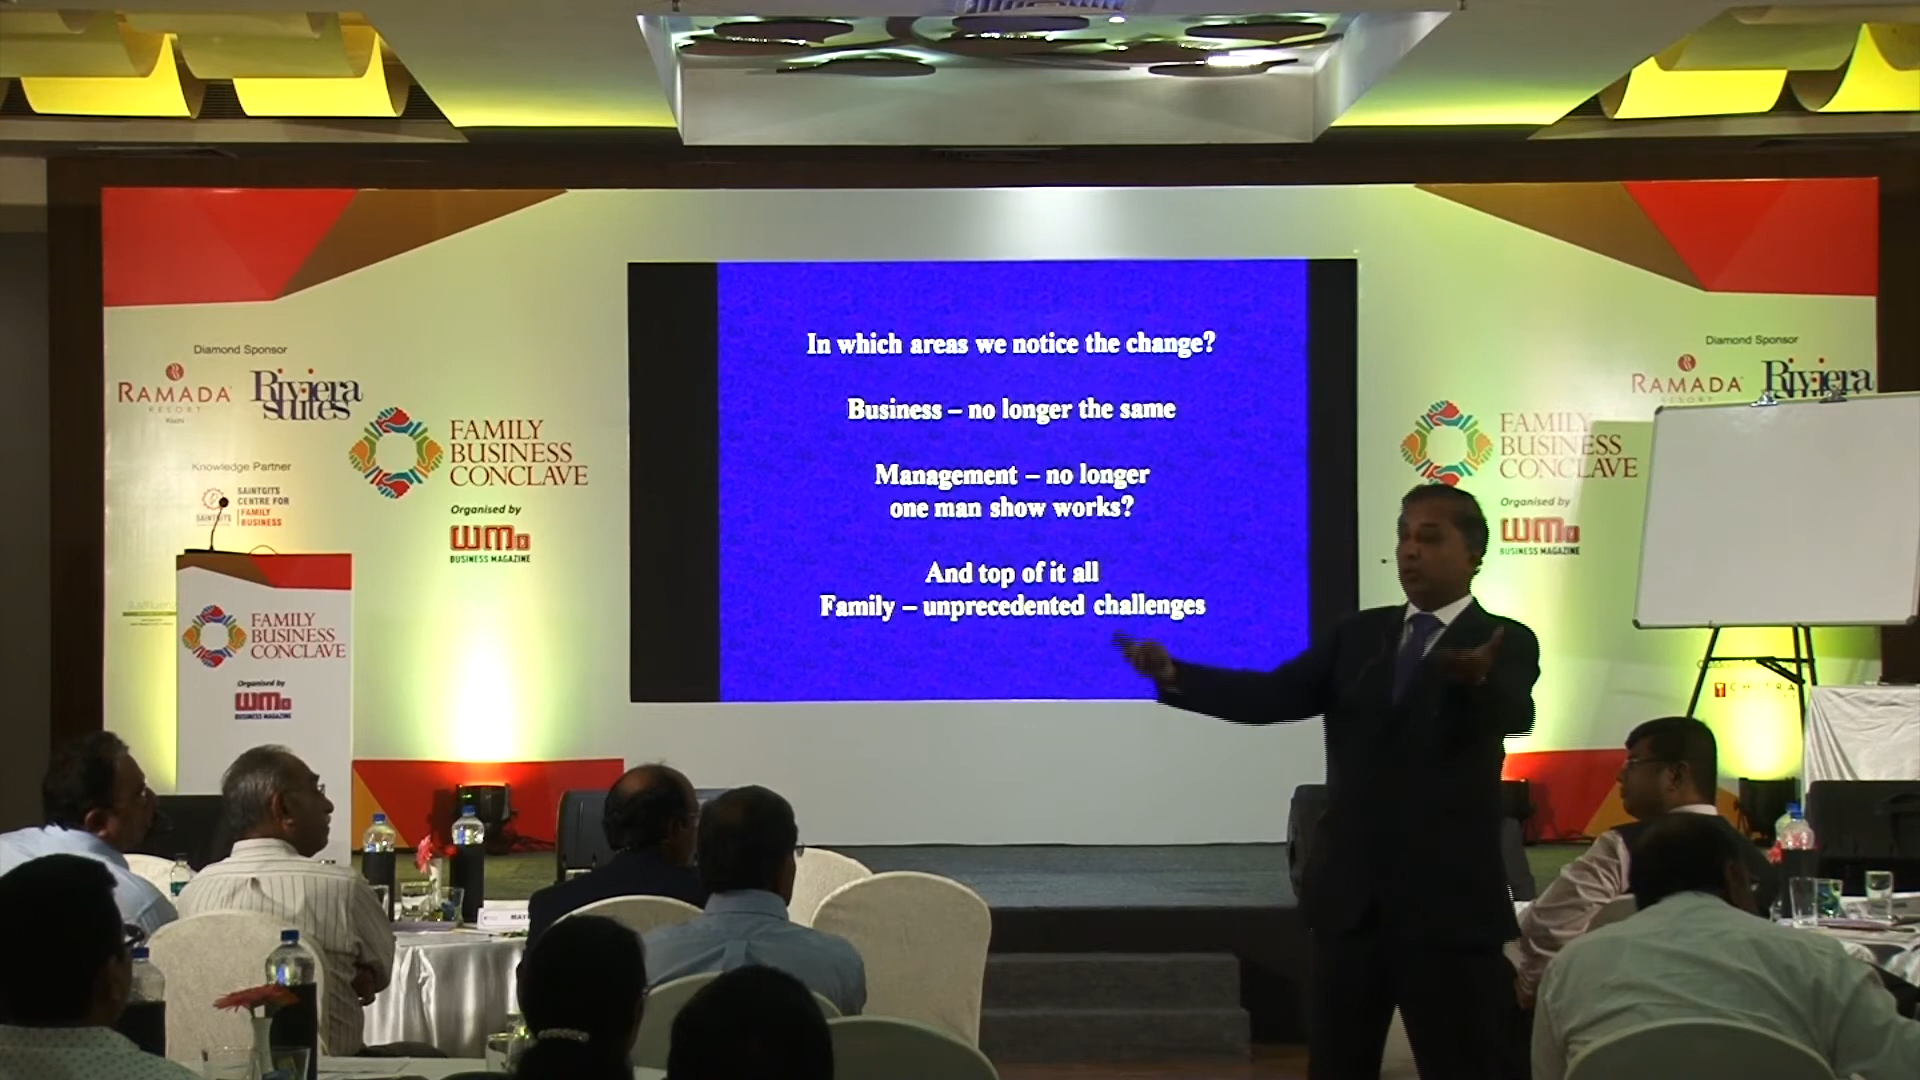 Diamond Sponsor
RAMADA
RESORT
Kochi
Riviera
suites
Knowledge Partner
SAINTGITS
SAINTGITS
CENTRE FOR
FAMILY
BUSINESS
FAMILY
BUSINESS
CONCLAVE
Organised by
WMa
BUSINESS MAGAZINE
FAMILY
BUSINESS
CONCLAVE
Organised by
WMa
BUSINESS MAGAZINE
In which areas we notice the change?
Business – no longer the same
Management – no longer
one man show works?
And top of it all
Family – unprecedented challenges
Diamond Sponsor
RAMADA
RESORT
Riviera
FAMILY
BUSINESS
CONCLAVE
Organised by
WMa
BUSINESS MAGAZINE